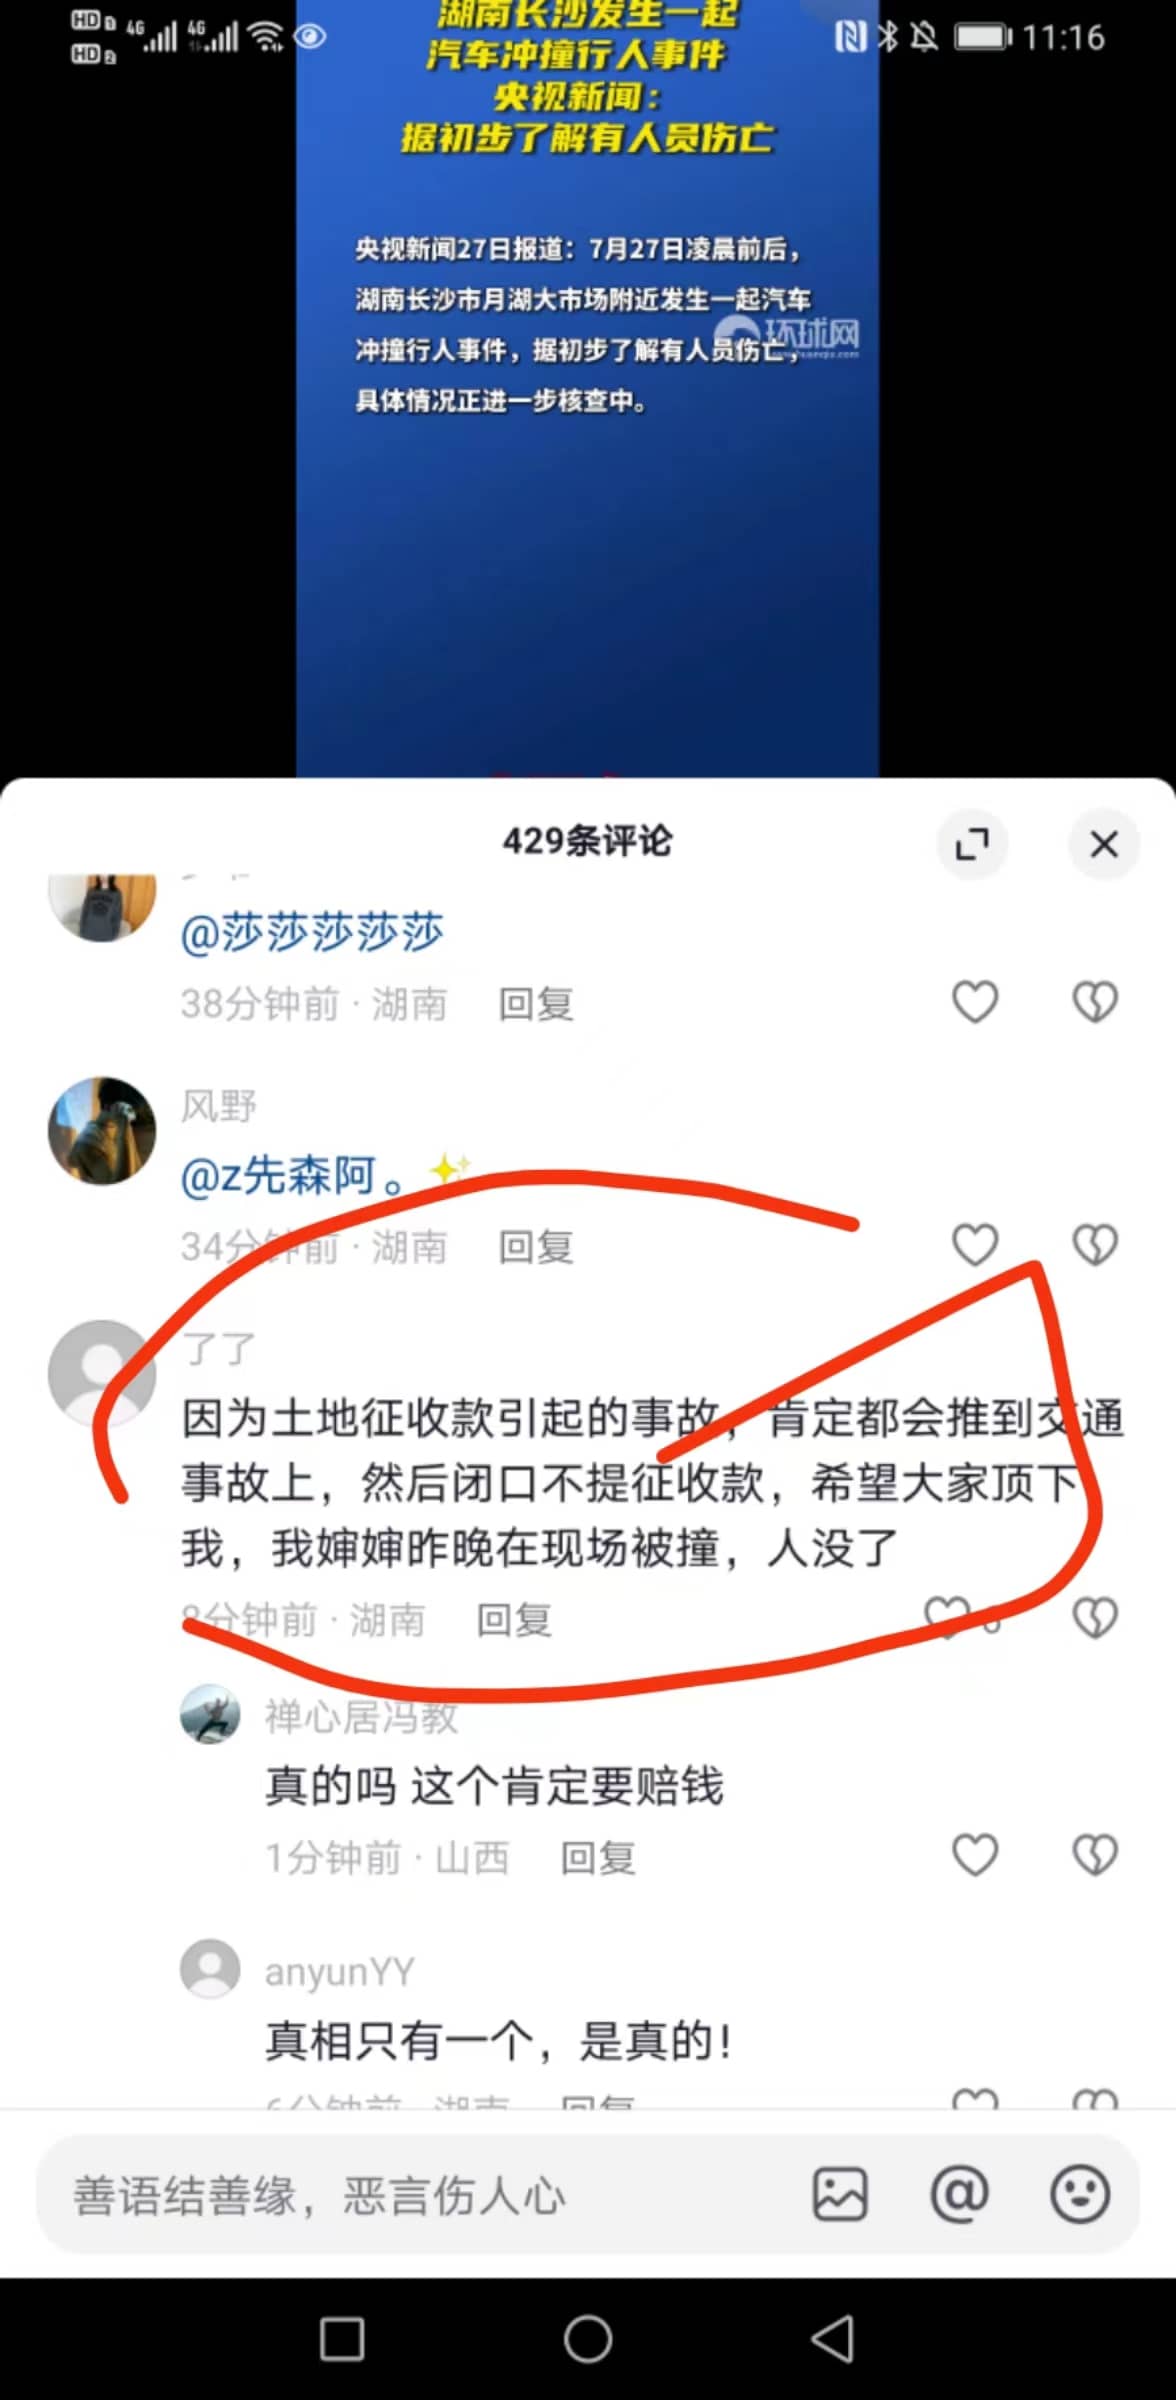 HD 1 4G 4G 11:16
HD 2
湖南长沙发生一起
汽车冲撞行人事件
央视新闻：
据初步了解有人员伤亡
央视新闻27日报道：7月27日凌晨前后，
湖南长沙市月湖大市场附近发生一起汽车
环球网
冲撞行人事件，据初步了解有人员伤亡，
具体情况正进一步核查中。
429条评论
@莎莎莎莎莎
38分钟前 · 湖南 回复
风野
@z先森阿。✨
34分钟前 · 湖南 回复
了了
因为土地征收款引起的事故，肯定都会推到交通
事故上，然后闭口不提征收款，希望大家顶下
我，我婶婶昨晚在现场被撞，人没了
8分钟前 · 湖南 回复
禅心居冯教
真的吗 这个肯定要赔钱
1分钟前 · 山西 回复
anyunYY
真相只有一个，是真的！
6分钟前 · 湖南 回复
善语结善缘，恶言伤人心